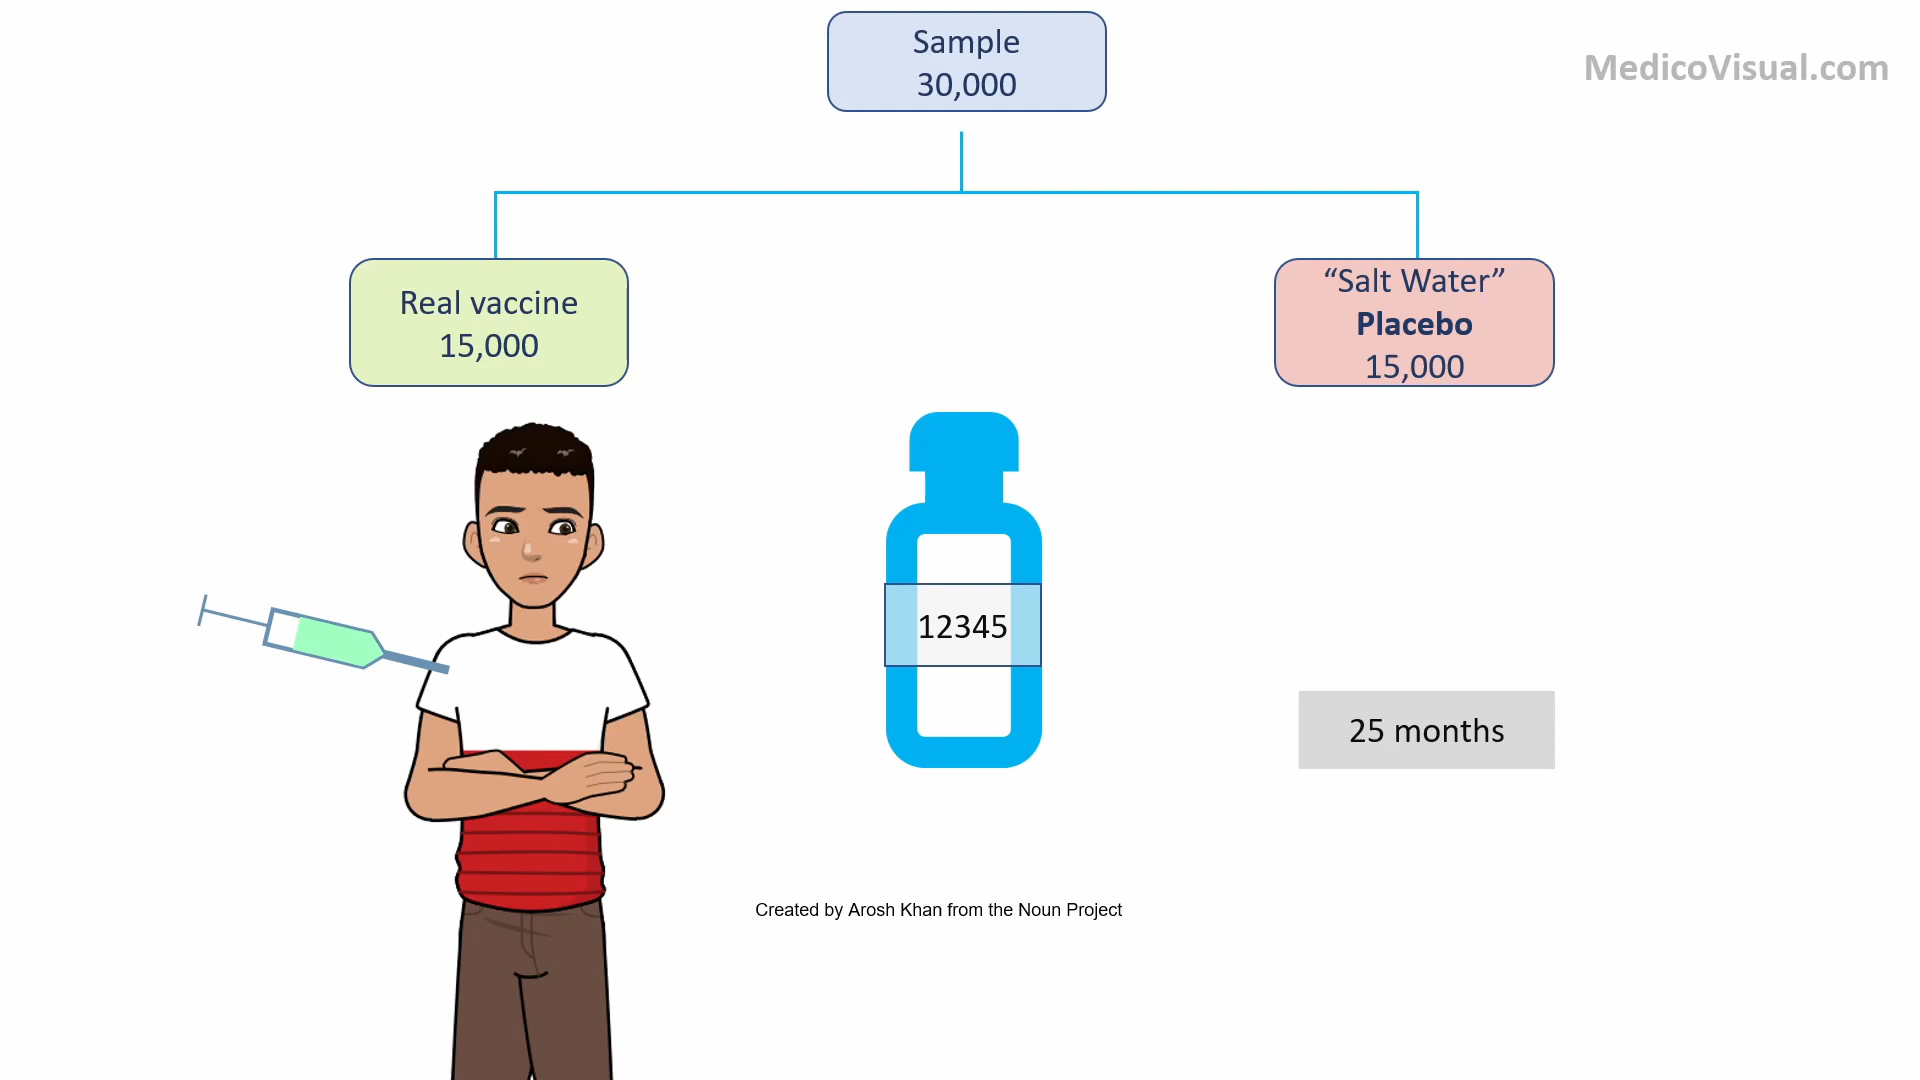 Sample
30,000
MedicoVisual.com
Real vaccine
15,000
“Salt Water”
Placebo
15,000
12345
25 months
Created by Arosh Khan from the Noun Project